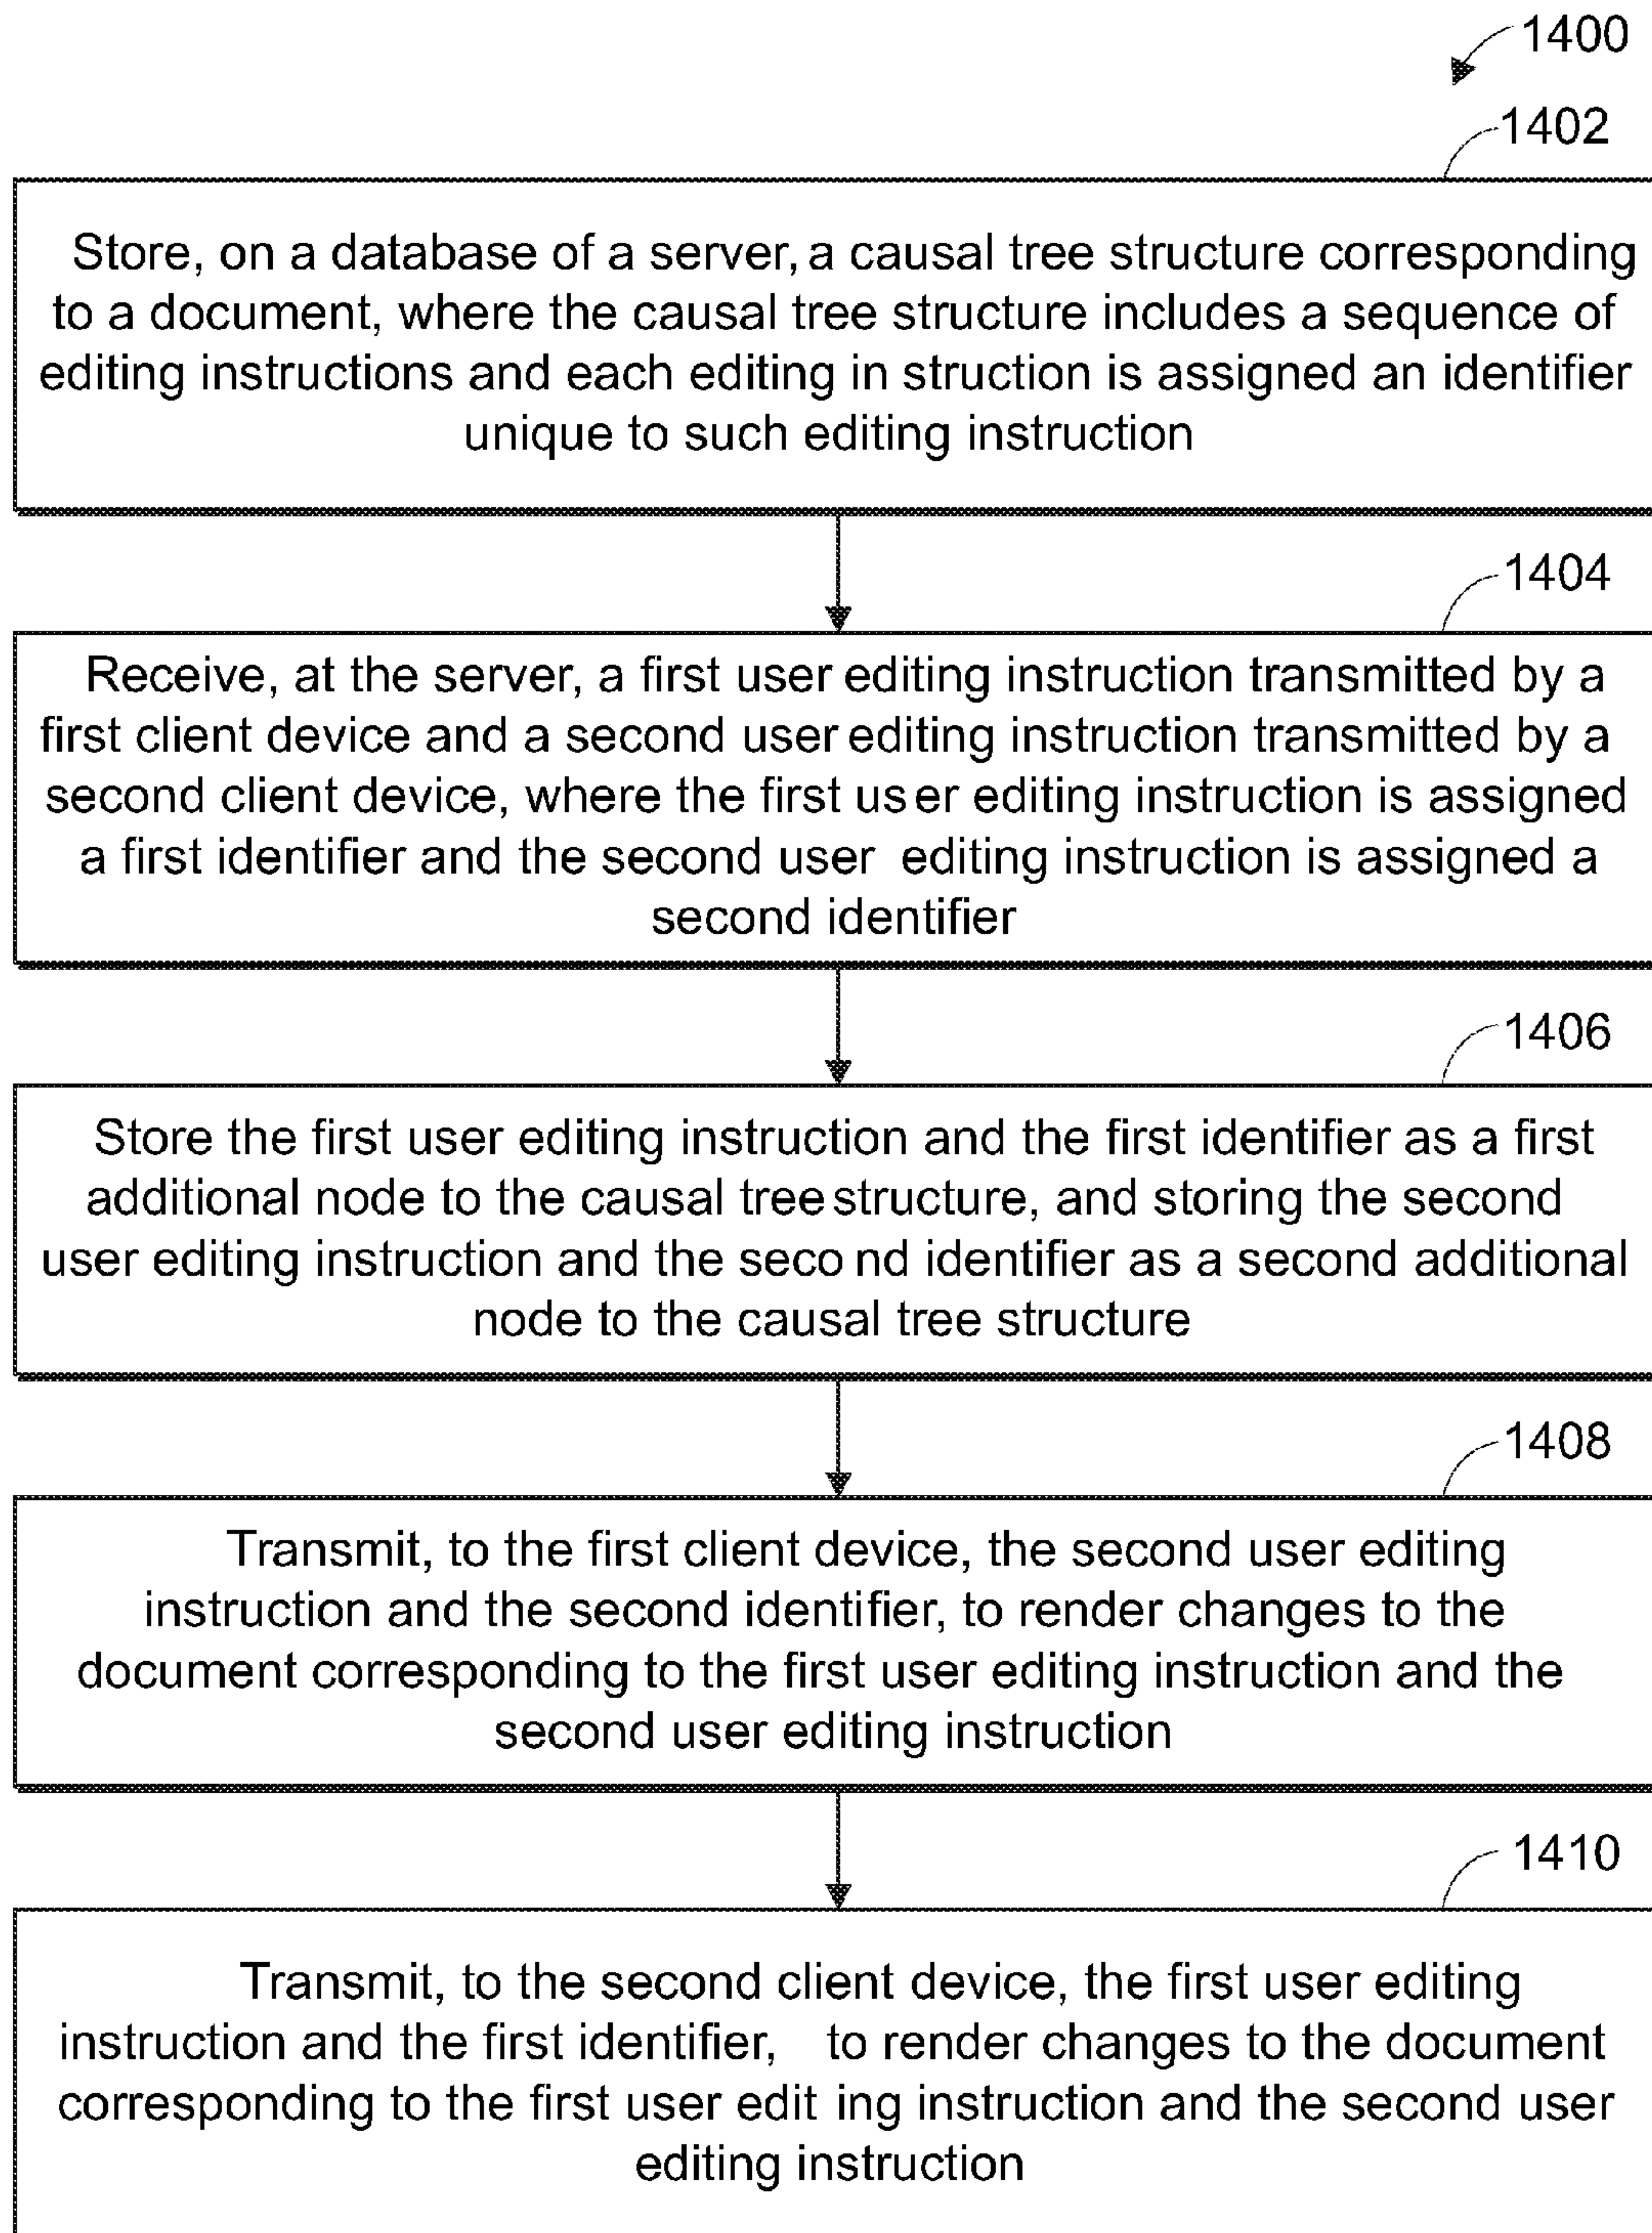 1400
1402
Store, on a database of a server, a causal tree structure corresponding
to a document, where the causal tree structure includes a sequence of
editing instructions and each editing in struction is assigned an identifier
unique to such editing instruction
1404
Receive, at the server, a first user editing instruction transmitted by a
first client device and a second user editing instruction transmitted by a
second client device, where the first user editing instruction is assigned
a first identifier and the second user editing instruction is assigned a
second identifier
1406
Store the first user editing instruction and the first identifier as a first
additional node to the causal tree structure, and storing the second
user editing instruction and the seco nd identifier as a second additional
node to the causal tree structure
1408
Transmit, to the first client device, the second user editing
instruction and the second identifier, to render changes to the
document corresponding to the first user editing instruction and the
second user editing instruction
1410
Transmit, to the second client device, the first user editing
instruction and the first identifier, to render changes to the document
corresponding to the first user edit ing instruction and the second user
editing instruction